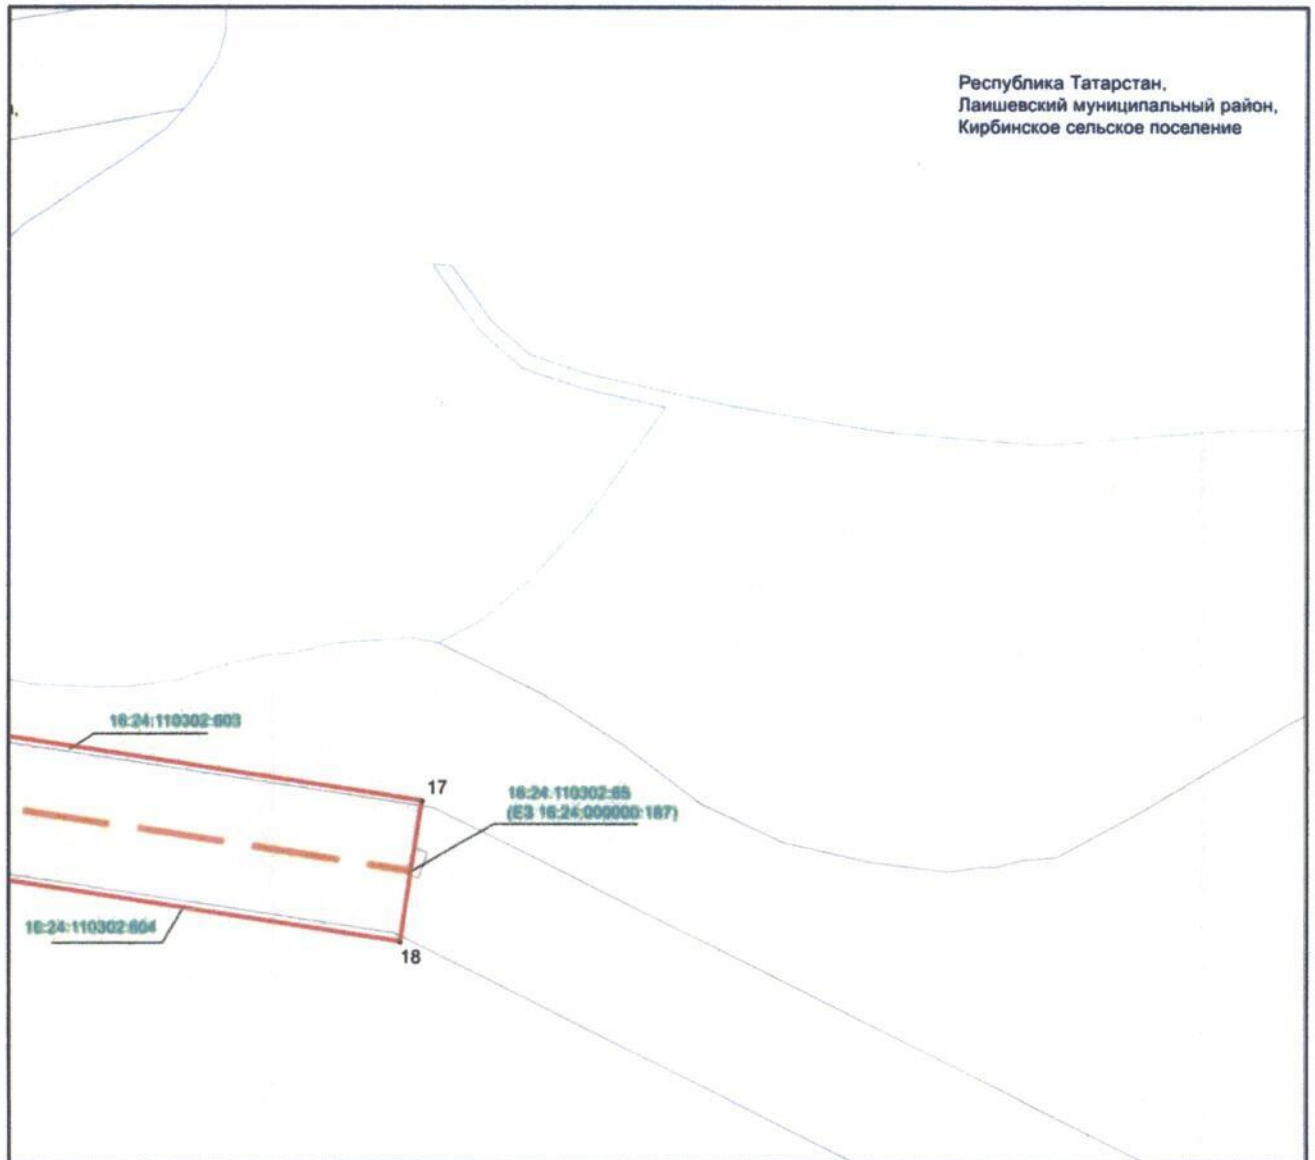 Республика Татарстан,
Лаишевский муниципальный район,
Кирбинское сельское поселение
16:24:110302:603
17
16:24:110302:65
(ЕЗ 16:24:000000:187)
16:24:110302:604
18